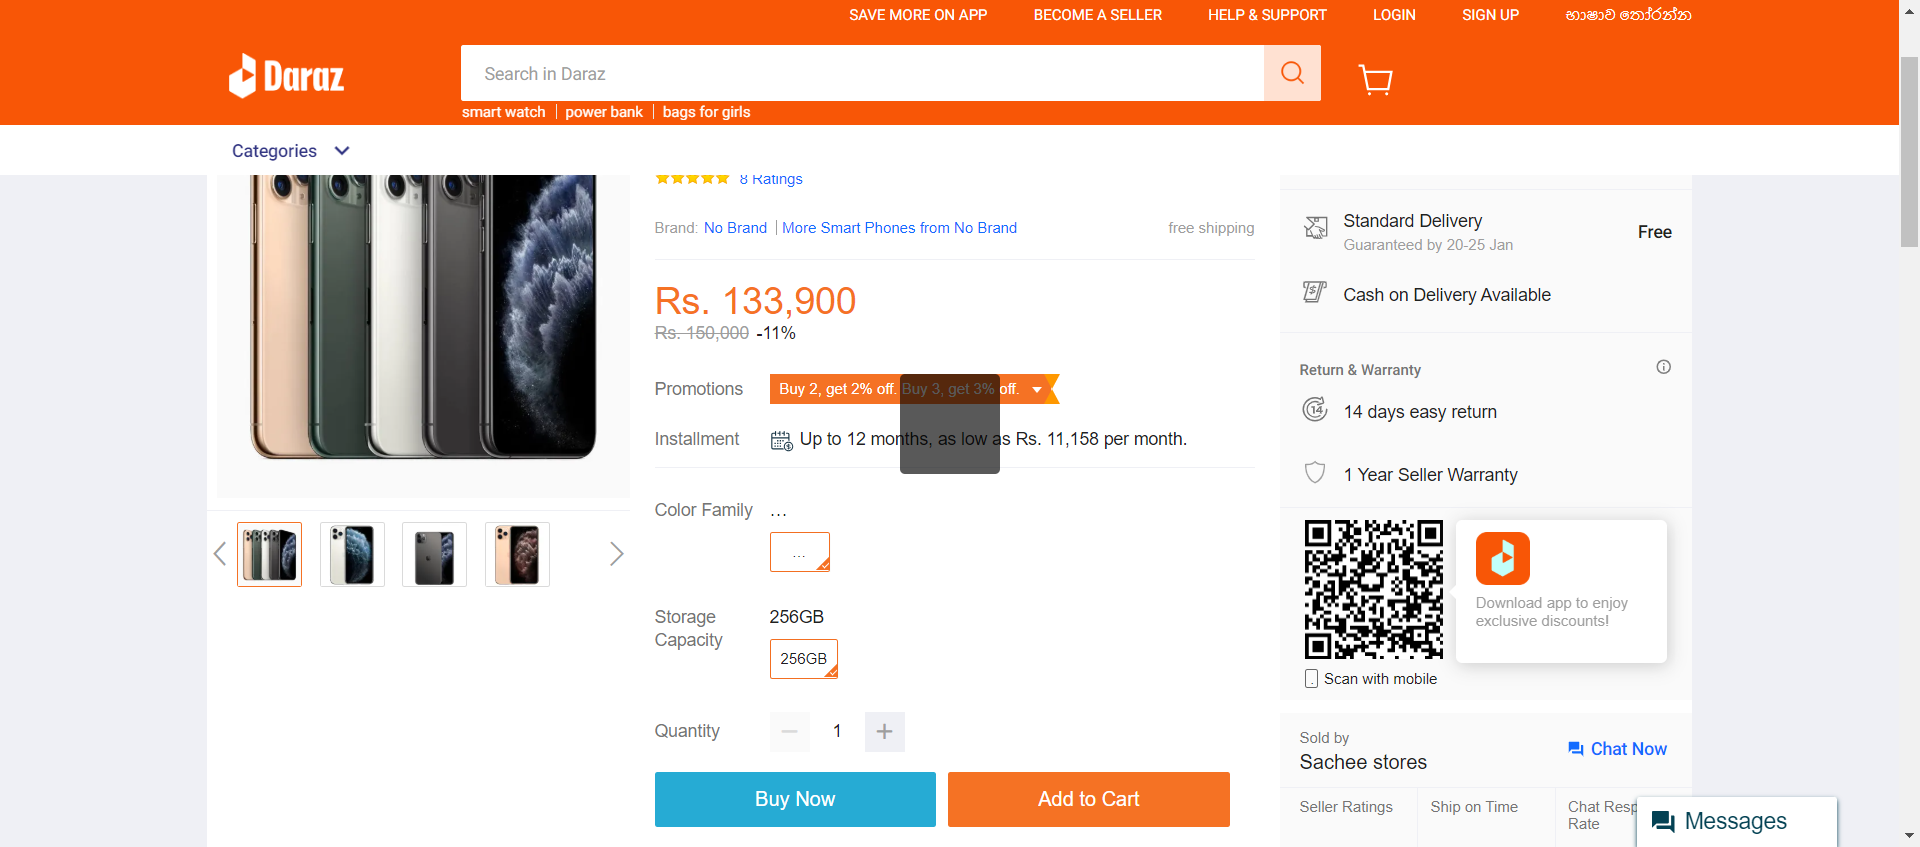 SAVE MORE ON APP BECOME A SELLER HELP & SUPPORT LOGIN SIGN UP භාෂාව තෝරන්න
Daraz
Search in Daraz
smart watch power bank bags for girls
Categories
8 Ratings
Brand: No Brand More Smart Phones from No Brand free shipping
Rs. 133,900
Rs. 150,000 -11%
Promotions Buy 2, get 2% off. Buy 3, get 3% off.
Installment Up to 12 months, as low as Rs. 11,158 per month.
Color Family ...
...
Storage Capacity 256GB
256GB
Quantity 1
Buy Now Add to Cart
Standard Delivery Free
Guaranteed by 20-25 Jan
Cash on Delivery Available
Return & Warranty
14 days easy return
14
1 Year Seller Warranty
Download app to enjoy
exclusive discounts!
Scan with mobile
Sold by
Sachee stores
Chat Now
Seller Ratings Ship on Time Chat Resp
Rate
Messages